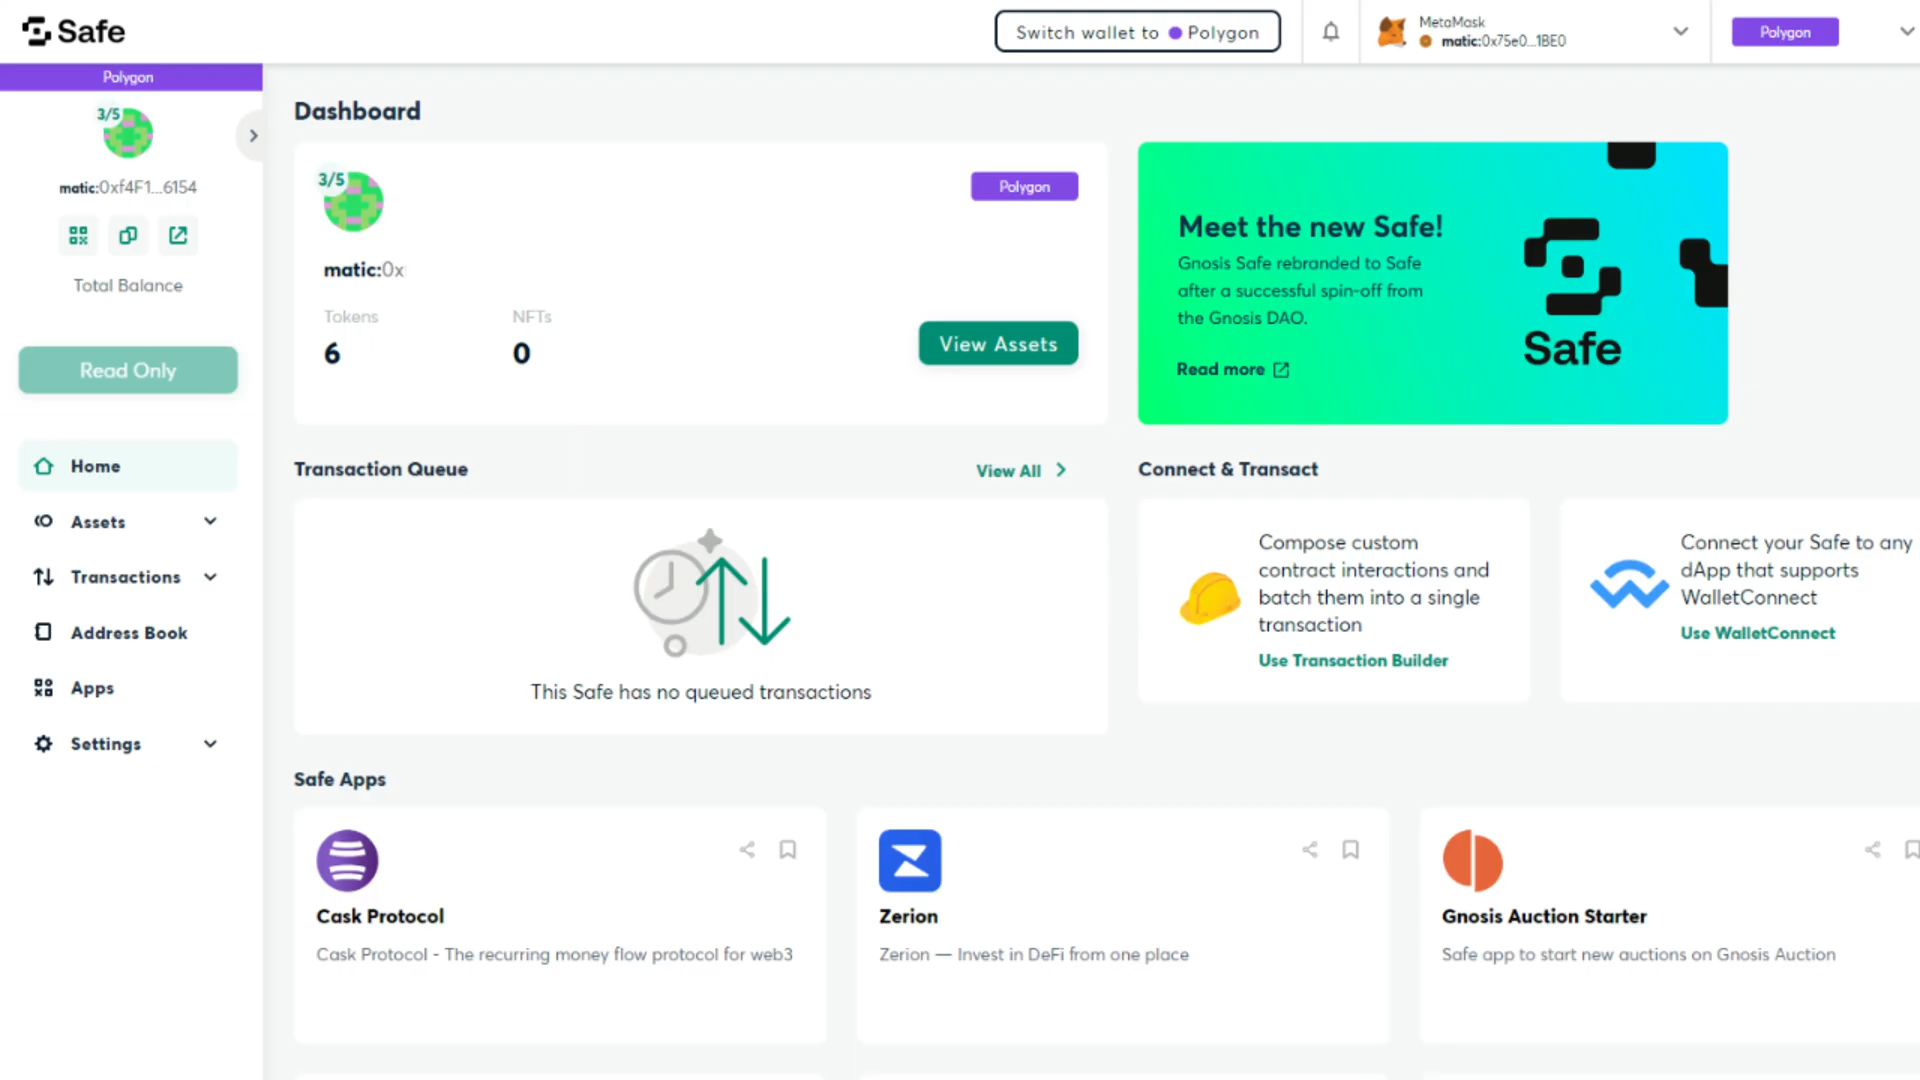 Safe
Switch wallet to Polygon
MetaMask
matic:0x75e0...1BE0
Polygon
Polygon
3/5
matic:0xf4F1...6154
Total Balance
Read Only
Home
Assets
Transactions
Address Book
Apps
Settings
Dashboard
3/5
Polygon
matic:0x
Tokens
NFTs
6
0
View Assets
Meet the new Safe!
Gnosis Safe rebranded to Safe
after a successful spin-off from
the Gnosis DAO.
Read more
Safe
Transaction Queue
View All
This Safe has no queued transactions
Connect & Transact
Compose custom
contract interactions and
batch them into a single
transaction
Use Transaction Builder
Connect your Safe to any
dApp that supports
WalletConnect
Use WalletConnect
Safe Apps
Cask Protocol
Cask Protocol - The recurring money flow protocol for web3
Zerion
Zerion — Invest in DeFi from one place
Gnosis Auction Starter
Safe app to start new auctions on Gnosis Auction